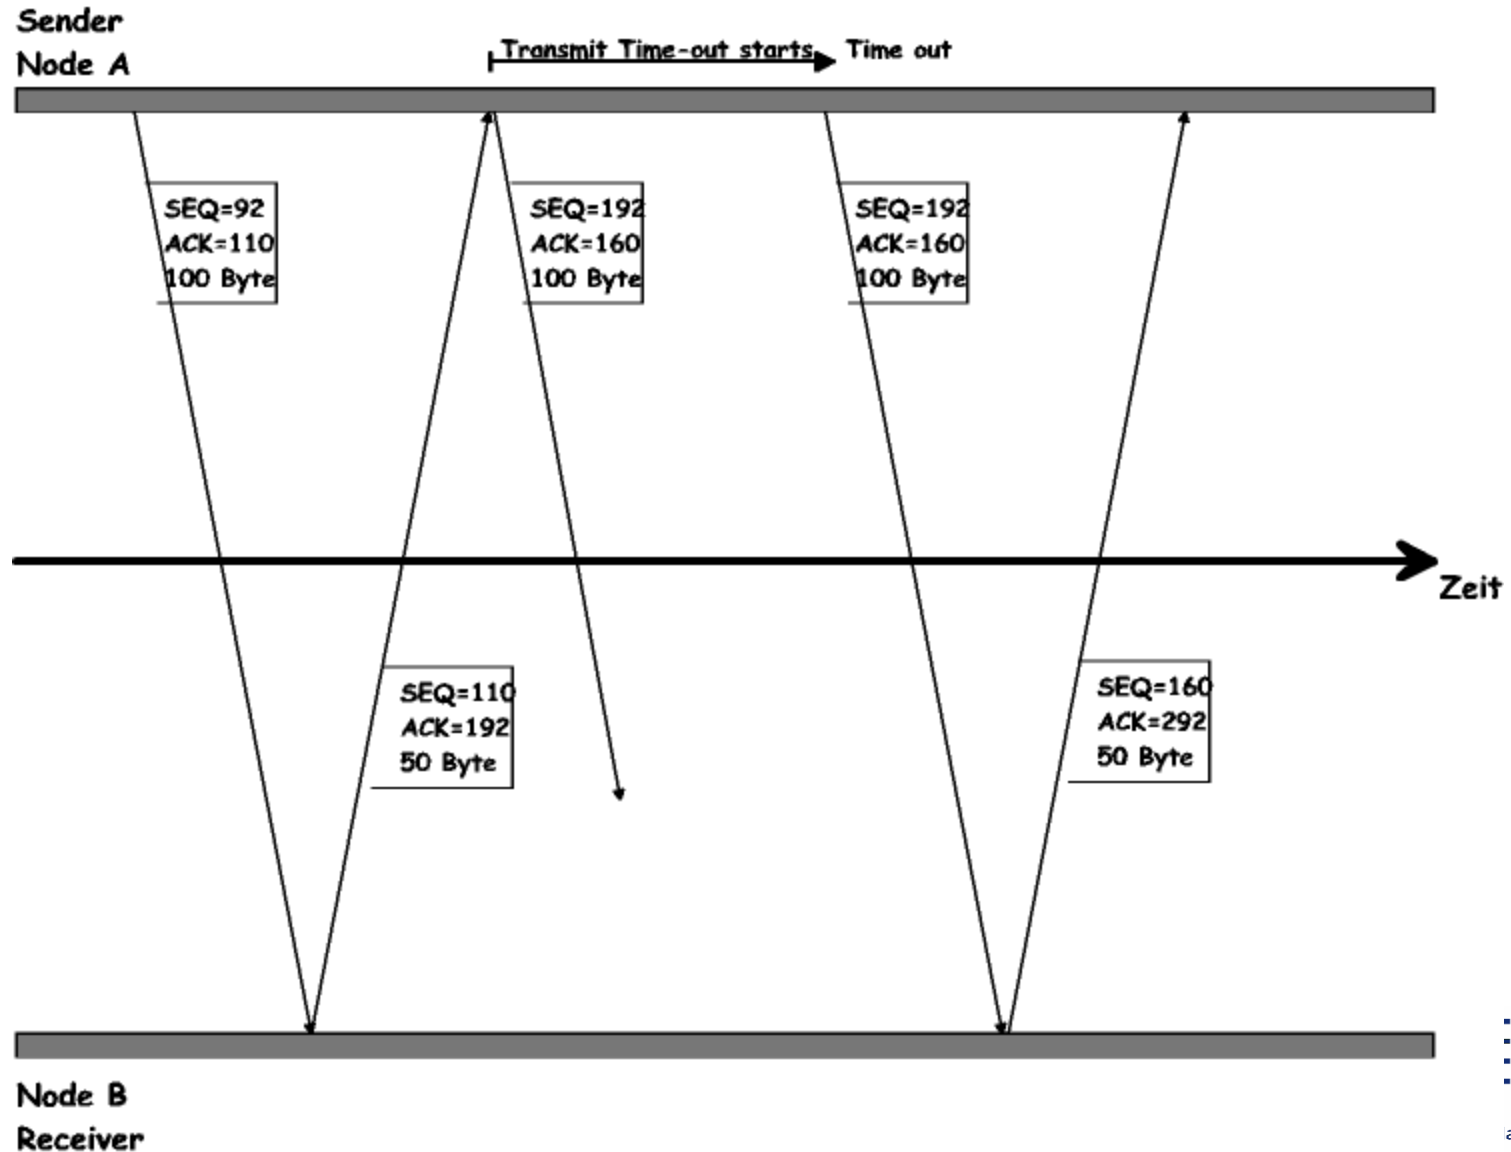 Sender
Node A
Transmit Time-out starts
Time out
SEQ=92
ACK=110
100 Byte
SEQ=192
ACK=160
100 Byte
SEQ=192
ACK=160
100 Byte
Zeit
SEQ=110
ACK=192
50 Byte
SEQ=160
ACK=292
50 Byte
Node B
Receiver